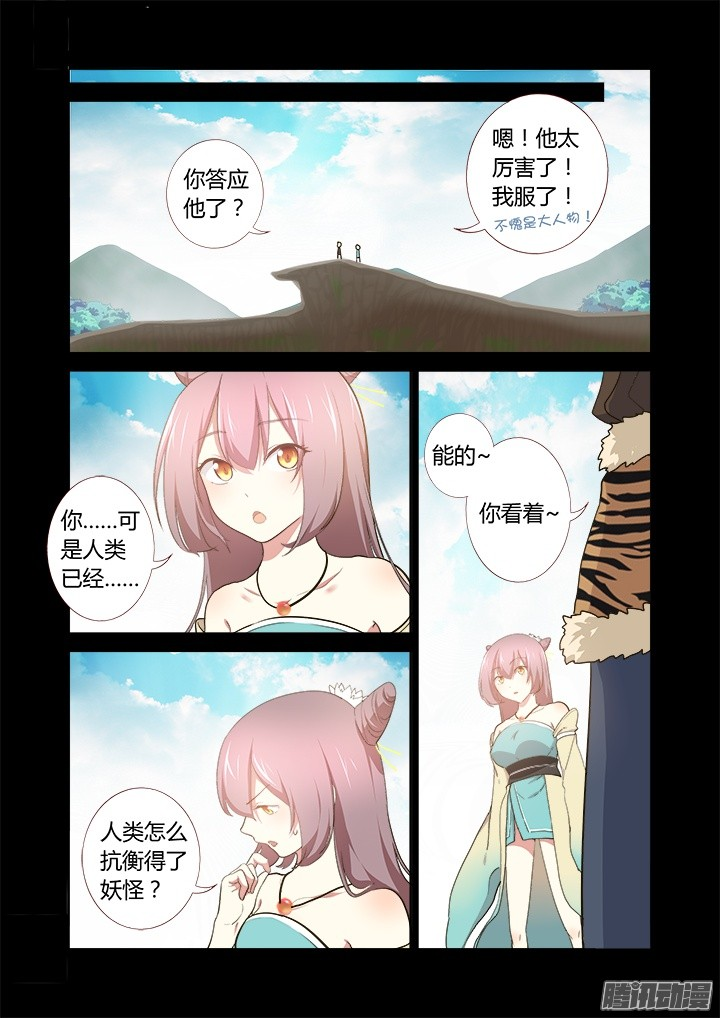 你答应
他了？
嗯！他太
厉害了！
我服了！
不愧是大人物！
你……可
是人类
已经……
能的~
你看着~
人类怎么
抗衡得了
妖怪？
腾讯动漫